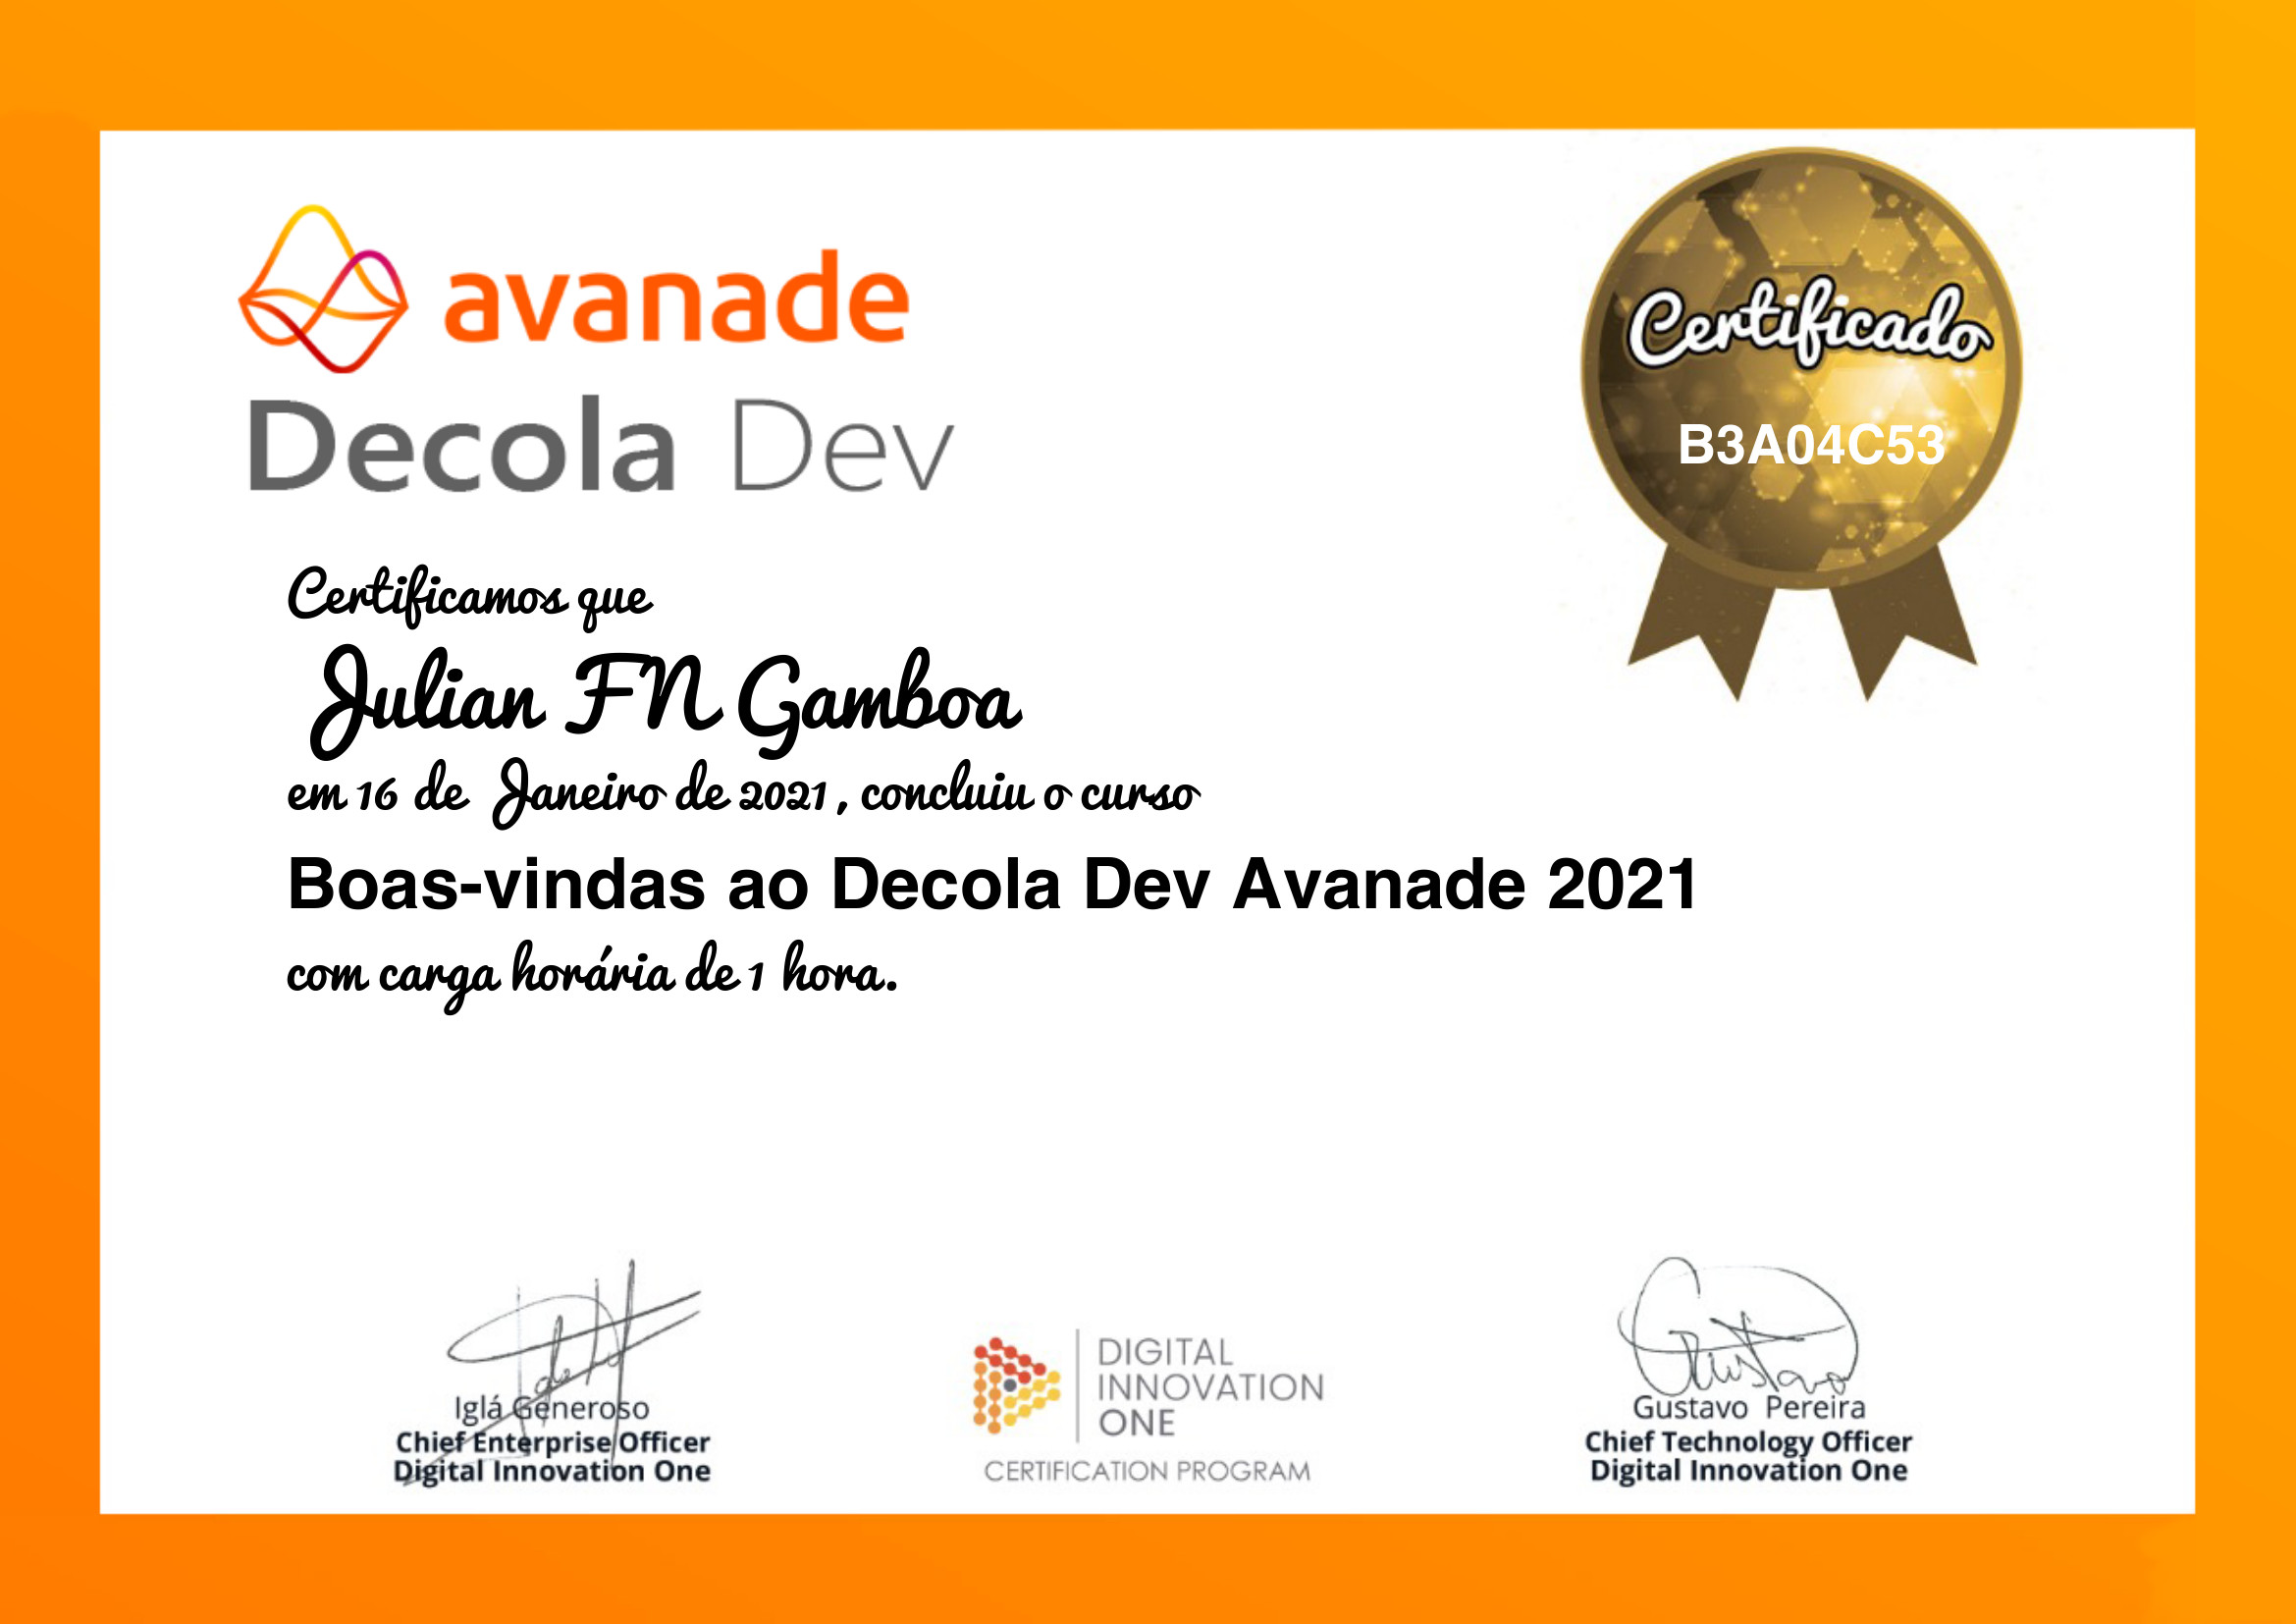 avanade
Decola Dev
Certificado
B3A04C53
Certificamos que
Julian FN Gamboa
em 16 de Janeiro de 2021, concluiu o curso
Boas-vindas ao Decola Dev Avanade 2021
com carga horária de 1 hora.
Iglá Generoso
Chief Enterprise Officer
Digital Innovation One
DIGITAL
INNOVATION
ONE
CERTIFICATION PROGRAM
Gustavo
Gustavo Pereira
Chief Technology Officer
Digital Innovation One